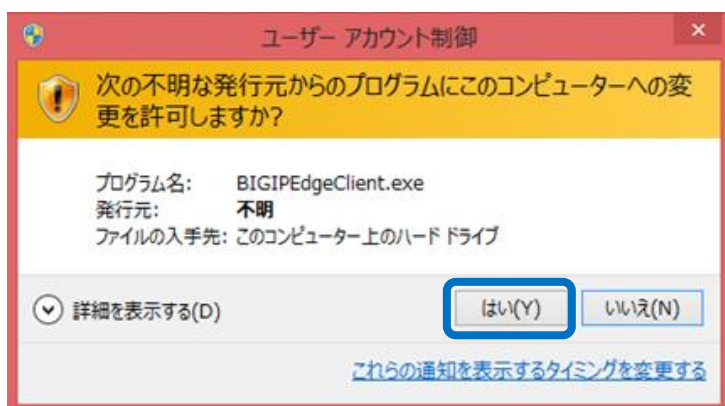 ユーザー アカウント制御
次の不明な発行元からのプログラムにこのコンピューターへの変
更を許可しますか?
プログラム名: BIGIPEdgeClient.exe
発行元: 不明
ファイルの入手先: このコンピューター上のハード ドライブ
詳細を表示する(D) はい(Y) いいえ(N)
これらの通知を表示するタイミングを変更する